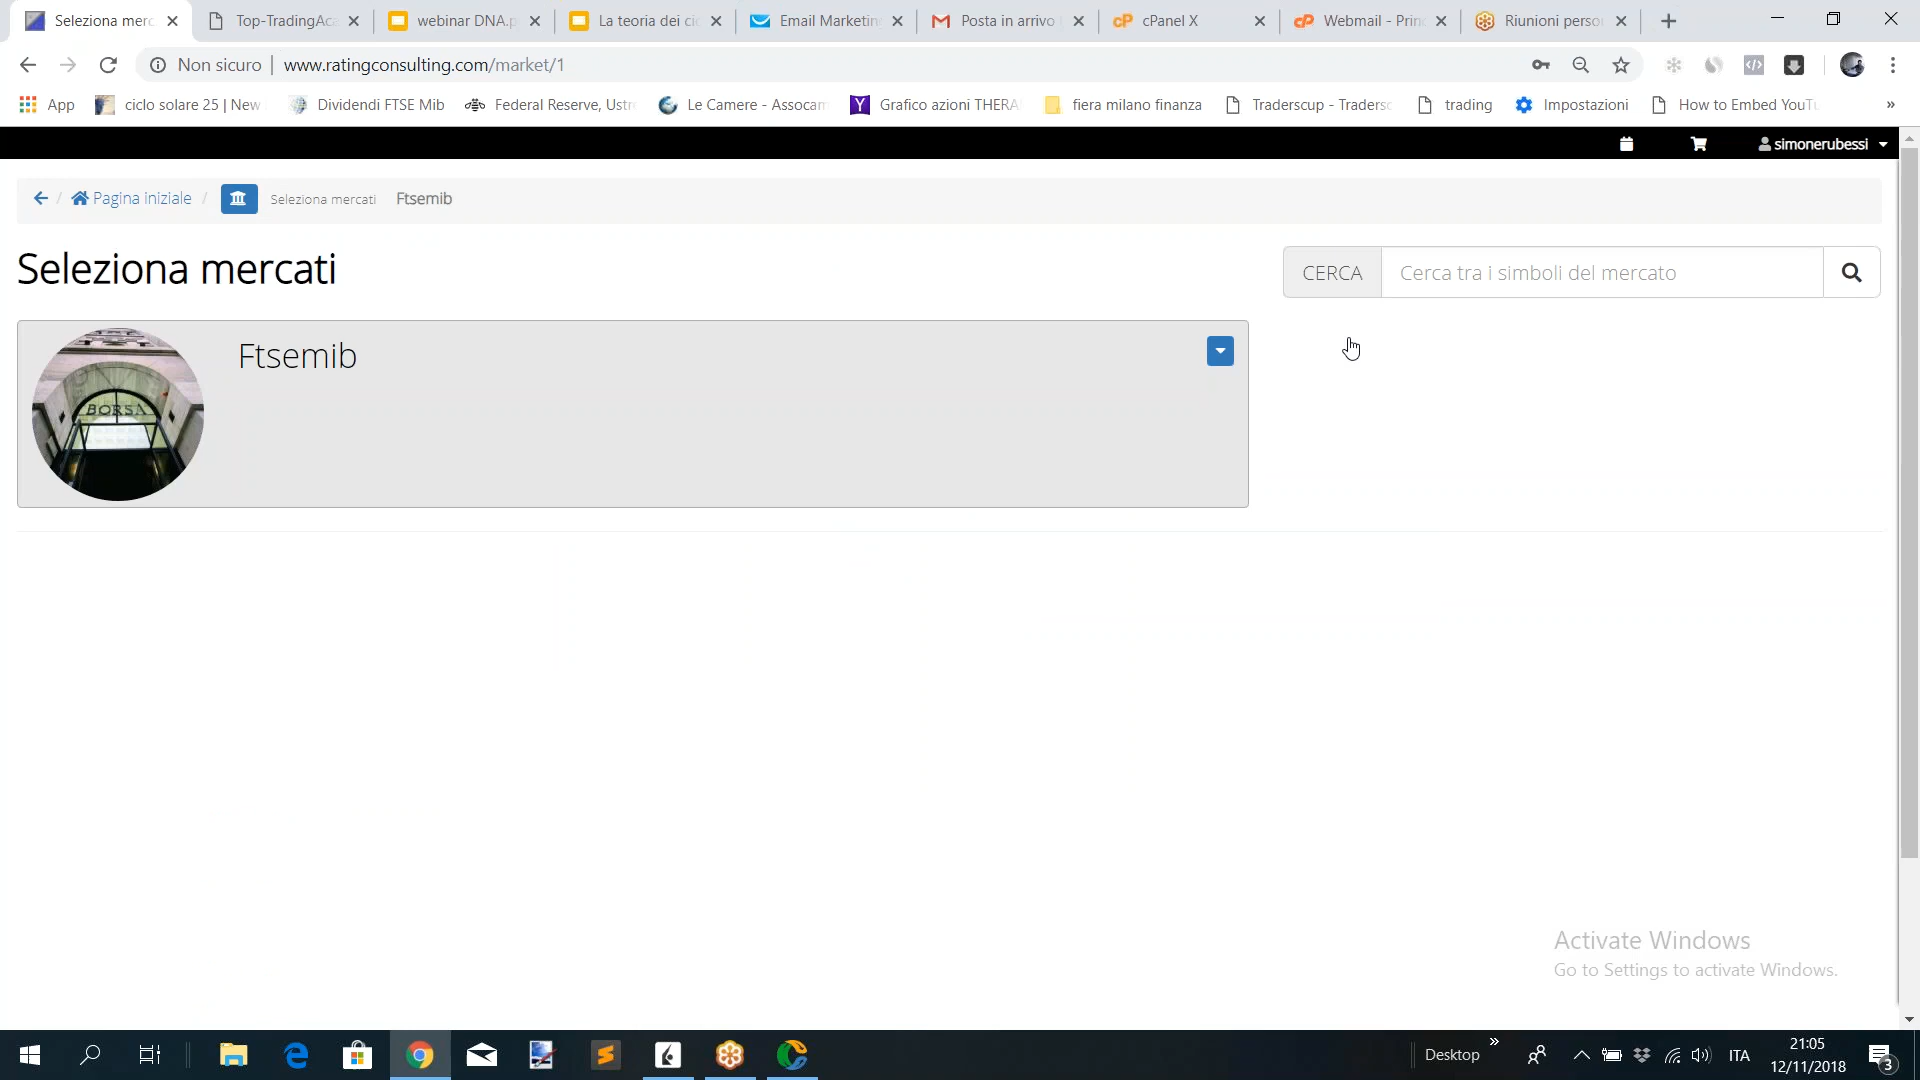 Seleziona merc
Top-TradingAca
webinar DNA.p
La teoria dei ci
Email Marketin
Posta in arrivo
cPanel X
Webmail - Prin
Riunioni perso
Non sicuro | www.ratingconsulting.com/market/1
App
ciclo solare 25 | New
Dividendi FTSE Mib
Federal Reserve, Ustr
Le Camere - Assocam
Grafico azioni THERA
fiera milano finanza
Traderscup - Tradersc
trading
Impostazioni
How to Embed YouTu
»
simonerubessi
/ Pagina iniziale / Seleziona mercati Ftsemib
Seleziona mercati
CERCA Cerca tra i simboli del mercato
Ftsemib
BORSA
Activate Windows
Go to Settings to activate Windows.
Desktop »
ITA
21:05
12/11/2018
3